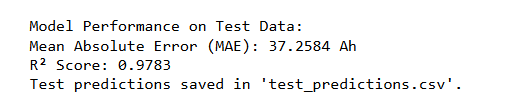 Model Performance on Test Data:
Mean Absolute Error (MAE): 37.2584 Ah
R² Score: 0.9783
Test predictions saved in 'test_predictions.csv'.